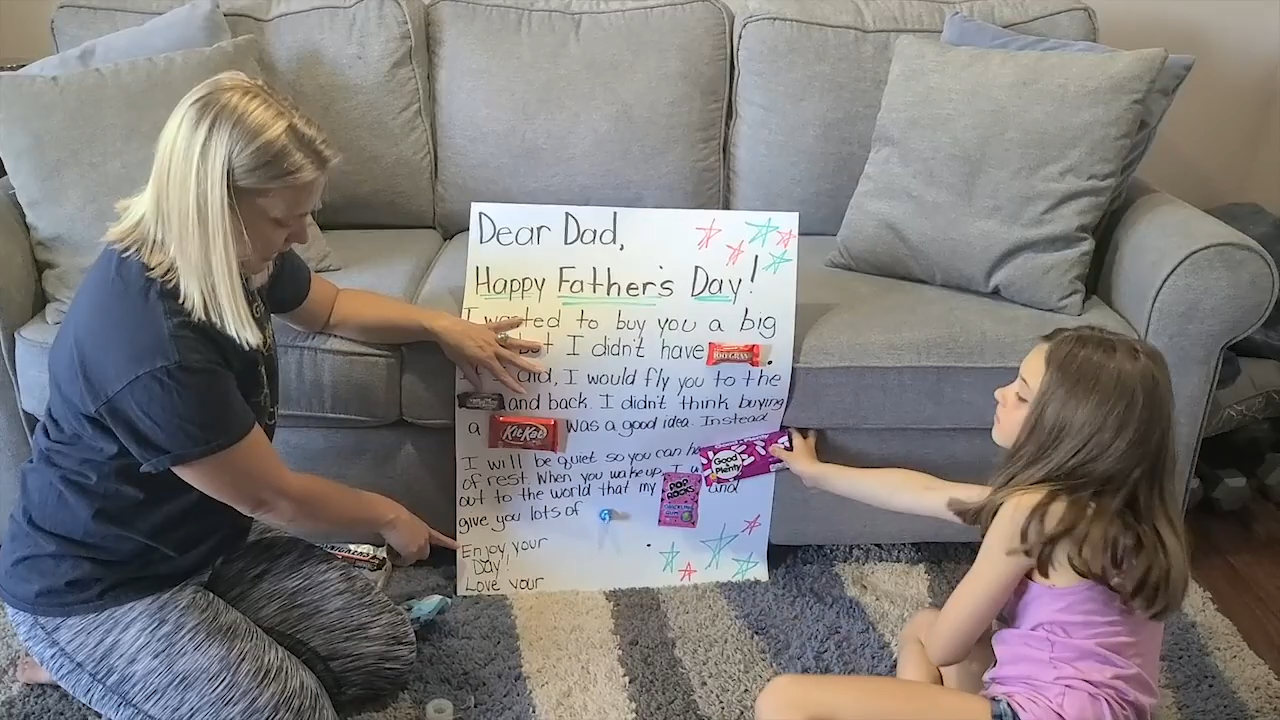 Dear Dad,
Happy Father's Day!
I wanted to buy you a big
I didn't have 100 GRAND.
I would fly you to the
and back. I didn't think buying
a Kit Kat was a good idea. Instead
I will be quiet so you can
Good & Plenty
of rest. When you wake up, I
out to the world that my POP ROCKS and
give you lots of
Enjoy your
Day!
Love your